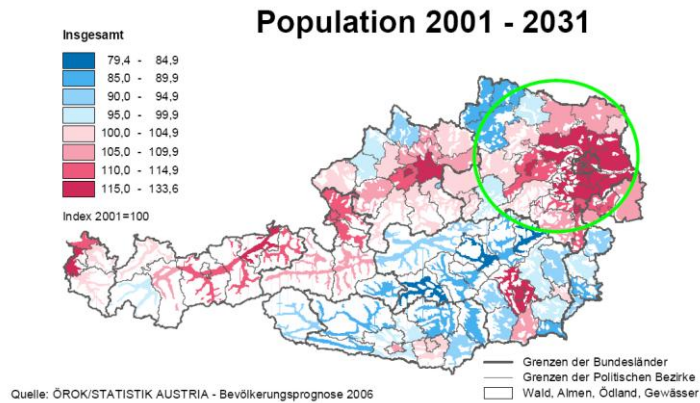 Population 2001 - 2031
Insgesamt
79,4 - 84,9
85,0 - 89,9
90,0 - 94,9
95,0 - 99,9
100,0 - 104,9
105,0 - 109,9
110,0 - 114,9
115,0 - 133,6
Index 2001=100
Grenzen der Bundesländer
Grenzen der Politischen Bezirke
Wald, Almen, Ödland, Gewässer
Quelle: ÖROK/STATISTIK AUSTRIA - Bevölkerungsprognose 2006